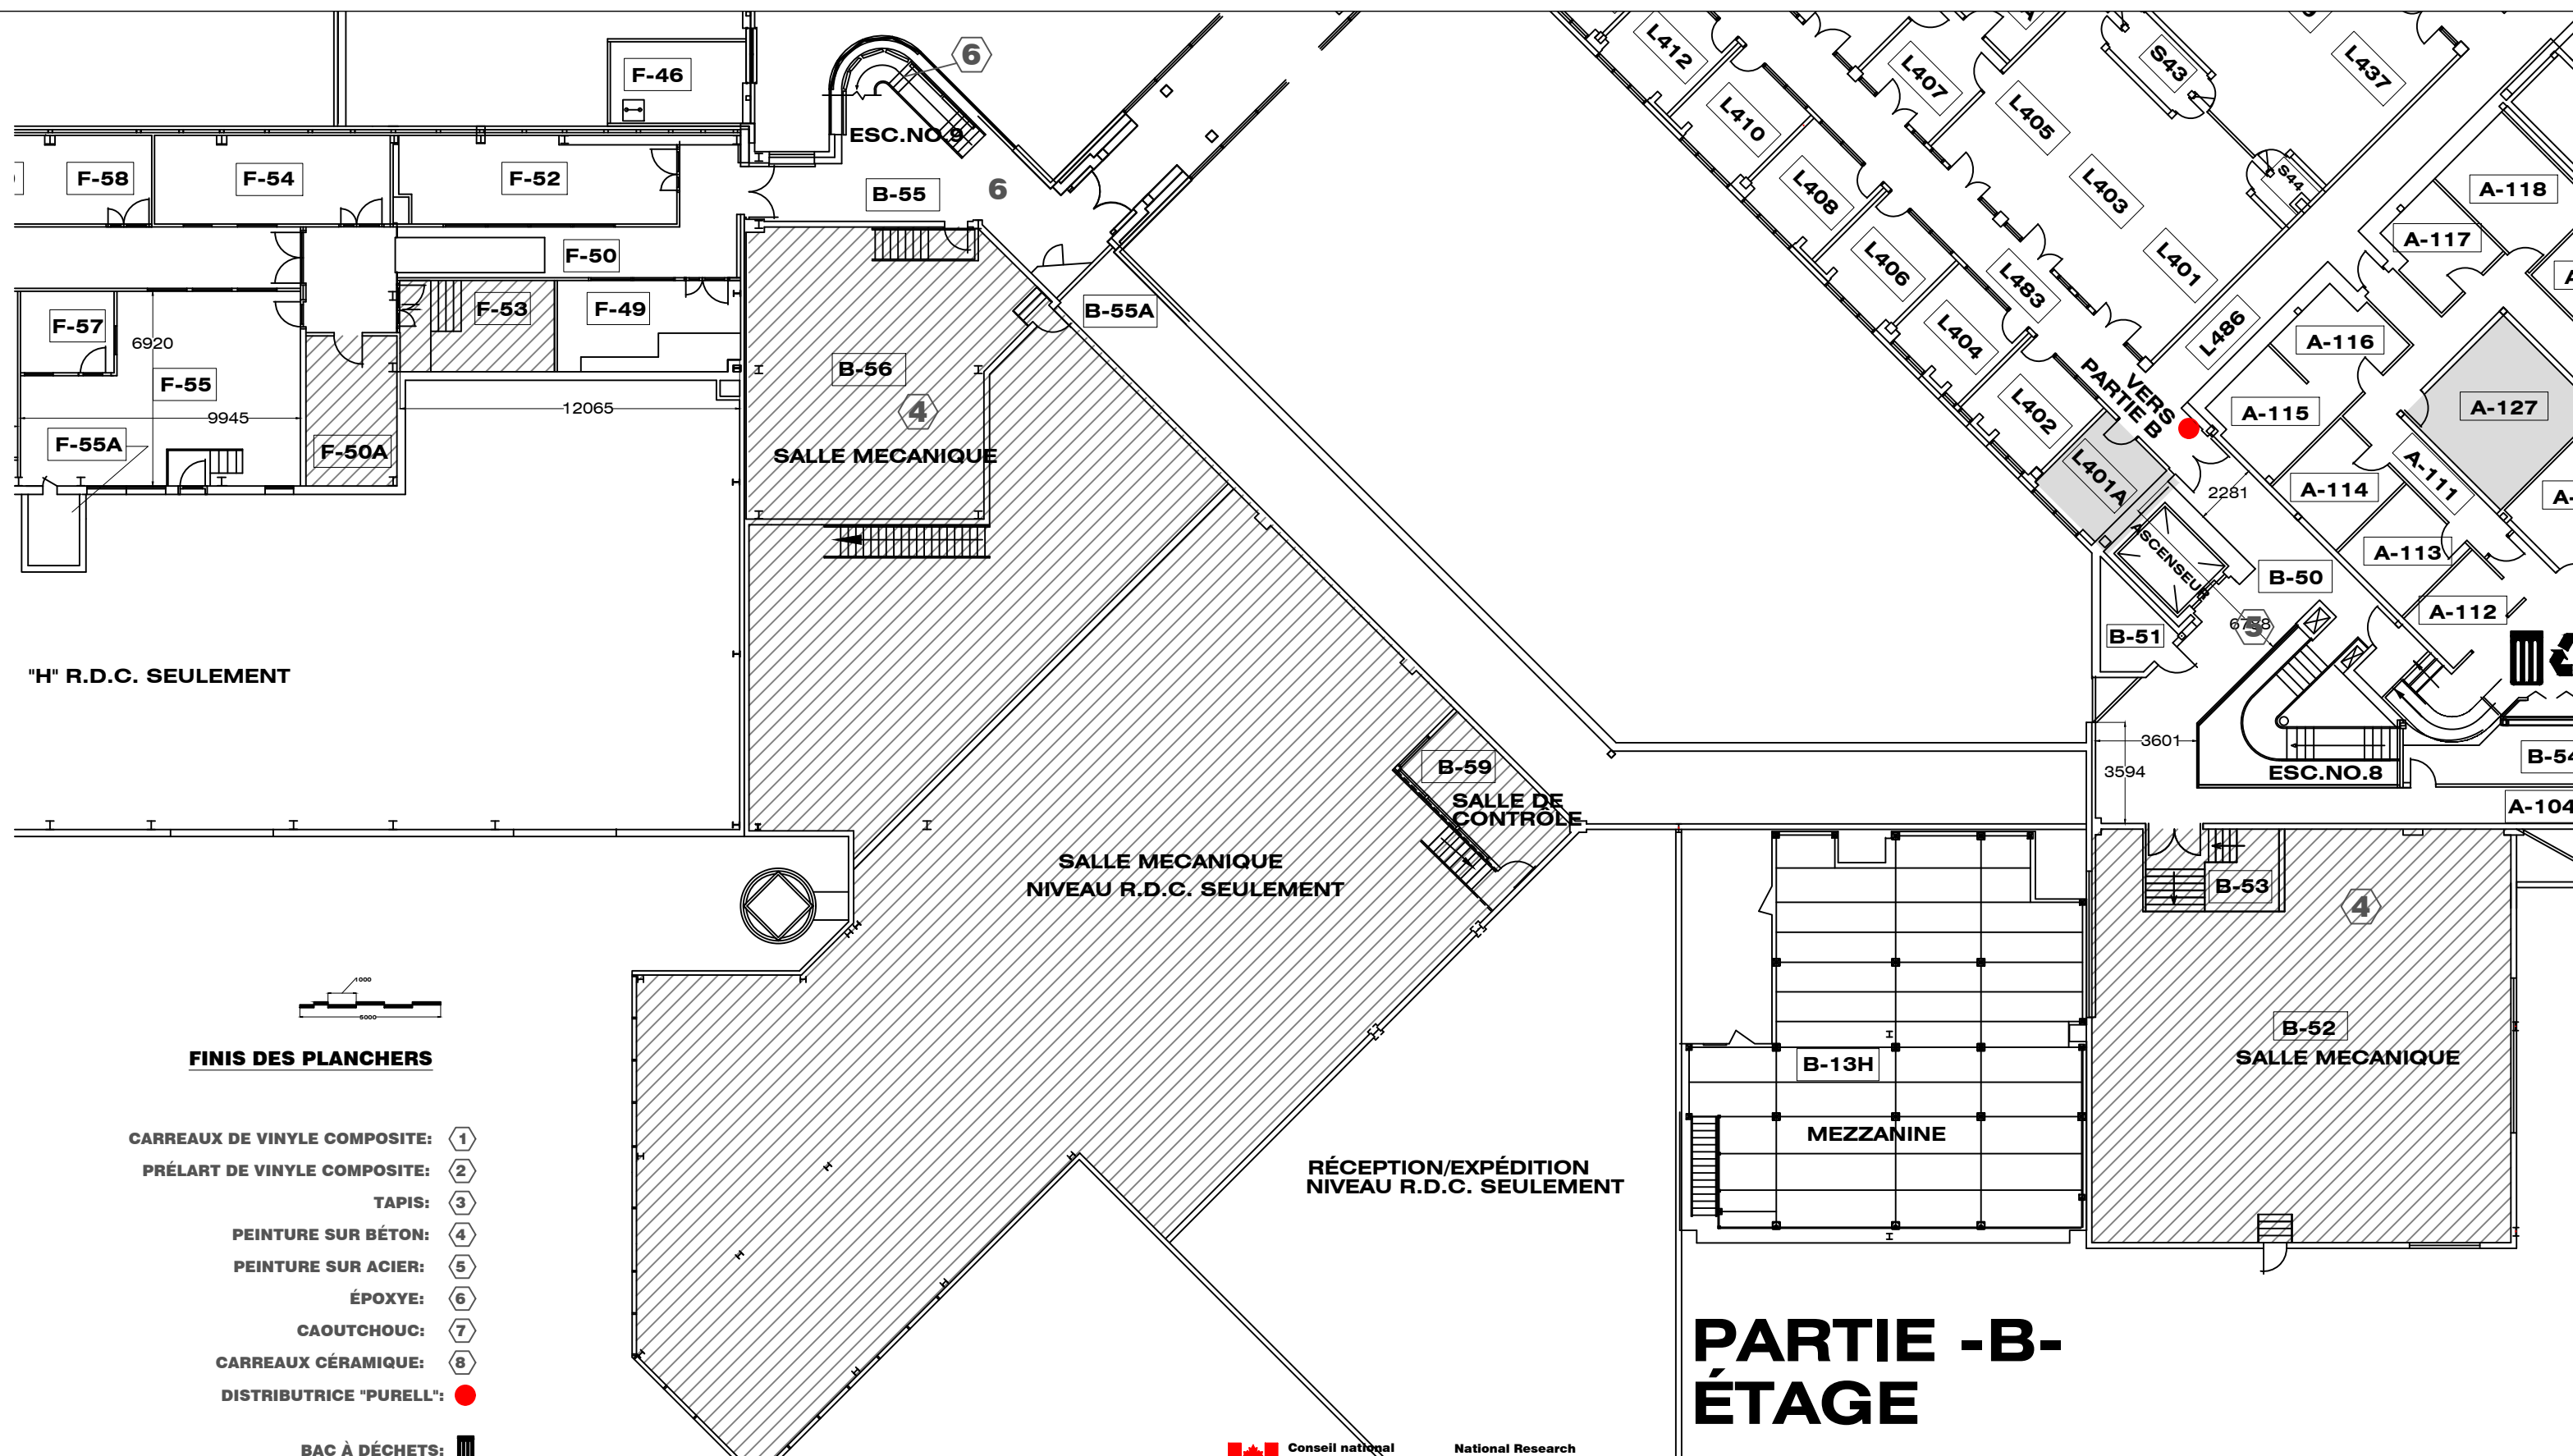 F-46
6
L412
L407
S43
L437
L410
L405
ESC.NO.9
F-58
F-54
F-52
B-55
6
L408
L403
S44
A-118
A-117
F-50
L406
L483
L401
F-53
F-49
B-55A
F-57
6920
L404
L486
A-116
F-55
B-56
VERS
PARTIE B
9945
12065
4
L402
A-115
A-127
F-55A
F-50A
SALLE MECANIQUE
L401A
2281
A-114
A-111
A-113
ASCENSEUR
B-50
A-112
B-51
5
"H" R.D.C. SEULEMENT
3601
3594
ESC.NO.8
B-54
A-104
B-59
SALLE DE
CONTRÔLE
SALLE MECANIQUE
NIVEAU R.D.C. SEULEMENT
B-53
4
1000
5000
B-52
SALLE MECANIQUE
B-13H
MEZZANINE
RÉCEPTION/EXPÉDITION
NIVEAU R.D.C. SEULEMENT
FINIS DES PLANCHERS
CARREAUX DE VINYLE COMPOSITE: 1
PRÉLART DE VINYLE COMPOSITE: 2
TAPIS: 3
PEINTURE SUR BÉTON: 4
PEINTURE SUR ACIER: 5
ÉPOXYE: 6
CAOUTCHOUC: 7
CARREAUX CÉRAMIQUE: 8
DISTRIBUTRICE "PURELL":
BAC À DÉCHETS:
PARTIE -B-
ÉTAGE
Conseil national
National Research